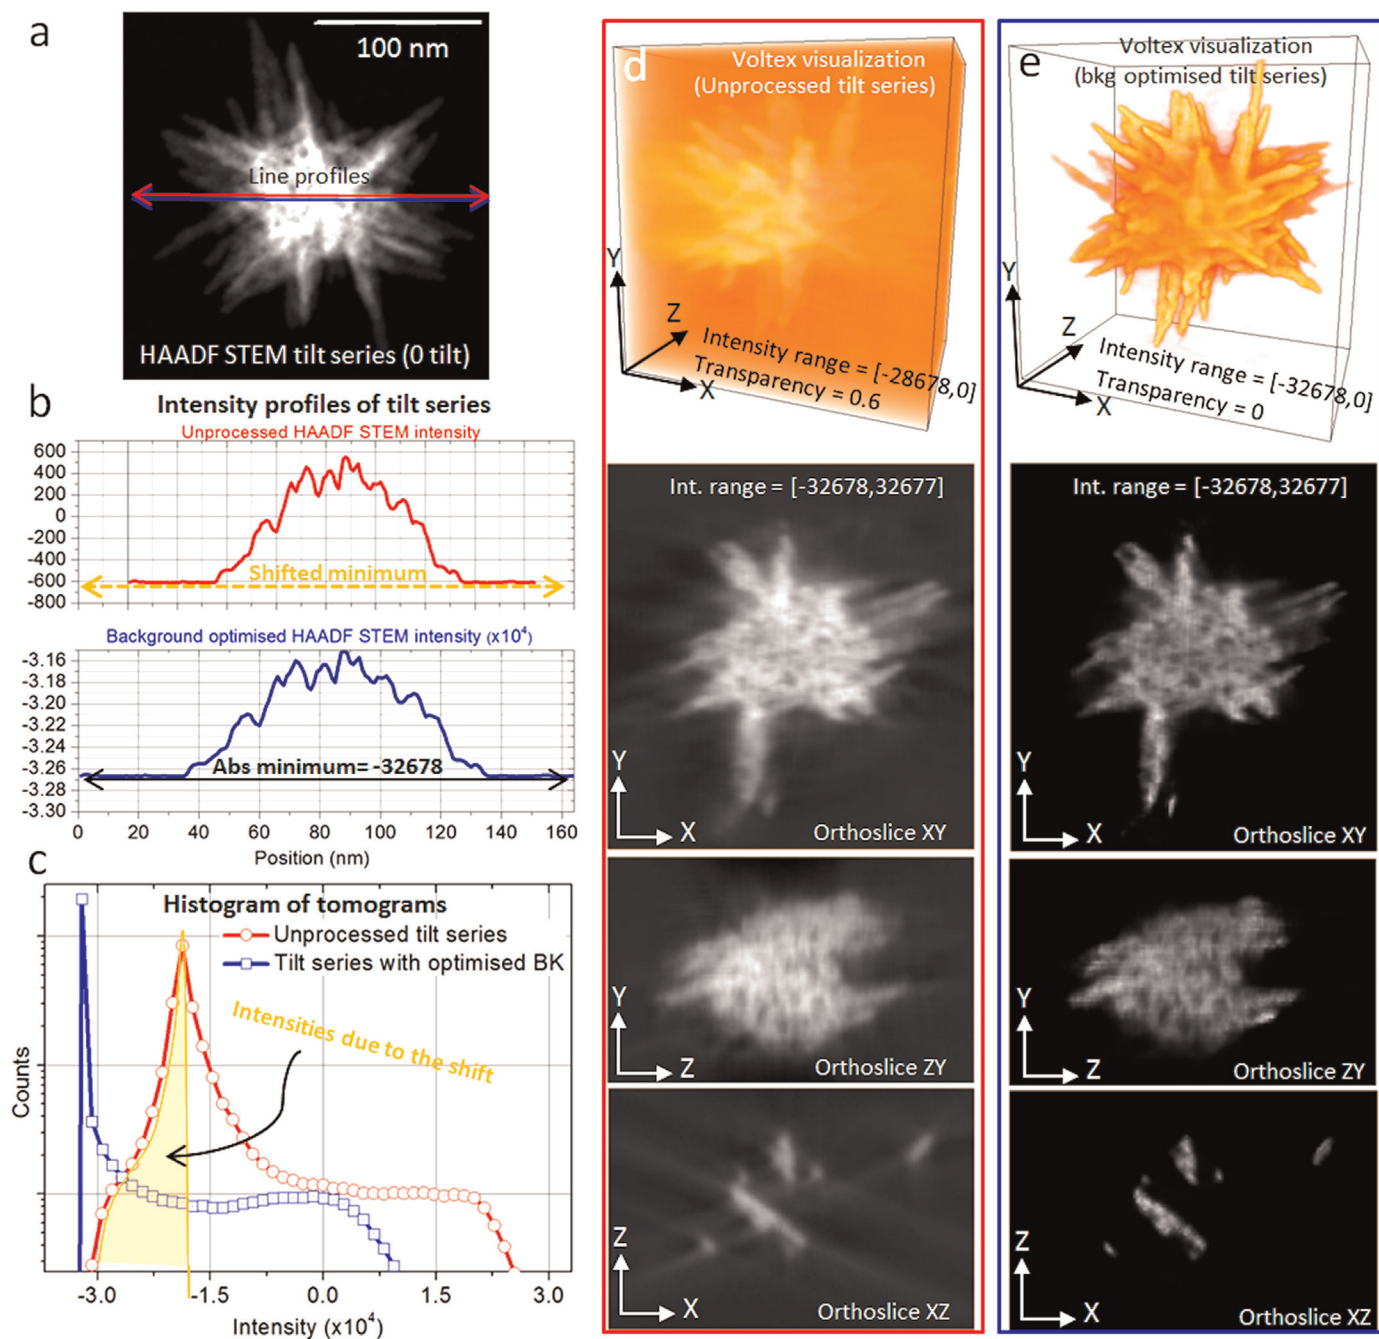 a
100 nm
Line profiles
HAADF STEM tilt series (0 tilt)
b
Intensity profiles of tilt series
Unprocessed HAADF STEM intensity
600
400
200
0
-200
-400
-600
-800
Shifted minimum
Background optimised HAADF STEM intensity (x10⁴)
-3.16
-3.18
-3.20
-3.22
-3.24
-3.26
-3.28
-3.30
Abs minimum= -32678
0 20 40 60 80 100 120 140 160
Position (nm)
c
Histogram of tomograms
Unprocessed tilt series
Tilt series with optimised BK
Intensities due to the shift
Counts
-3.0 -1.5 0.0 1.5 3.0
Intensity (x10⁴)
d
Voltex visualization
(Unprocessed tilt series)
Y
Z
X
Intensity range = [-28678,0]
Transparency = 0.6
Int. range = [-32678,32677]
Y
X
Orthoslice XY
Y
Z
Orthoslice ZY
Z
X
Orthoslice XZ
e
Voltex visualization
(bkg optimised tilt series)
Y
Z
X
Intensity range = [-32678,0]
Transparency = 0
Int. range = [-32678,32677]
Y
X
Orthoslice XY
Y
Z
Orthoslice ZY
Z
X
Orthoslice XZ